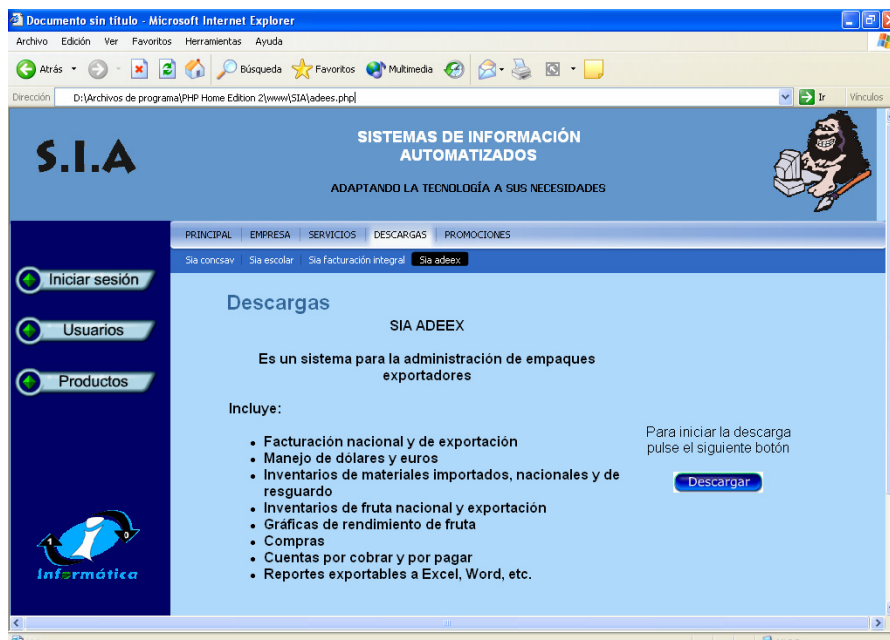 Documento sin título - Microsoft Internet Explorer
Archivo Edición Ver Favoritos Herramientas Ayuda
Atrás Búsqueda Favoritos Multimedia
Dirección D:\Archivos de programa\PHP Home Edition 2\www\SIA\adees.php Ir Vínculos
S.I.A
SISTEMAS DE INFORMACIÓN
AUTOMATIZADOS
ADAPTANDO LA TECNOLOGÍA A SUS NECESIDADES
PRINCIPAL EMPRESA SERVICIOS DESCARGAS PROMOCIONES
Sia concsav Sia escolar Sia facturación integral Sia adeex
Iniciar sesión
Usuarios
Productos
1 0
Informática
Descargas
SIA ADEEX
Es un sistema para la administración de empaques
exportadores
Incluye:
• Facturación nacional y de exportación
• Manejo de dólares y euros
• Inventarios de materiales importados, nacionales y de
resguardo
• Inventarios de fruta nacional y exportación
• Gráficas de rendimiento de fruta
• Compras
• Cuentas por cobrar y por pagar
• Reportes exportables a Excel, Word, etc.
Para iniciar la descarga
pulse el siguiente botón
Descargar